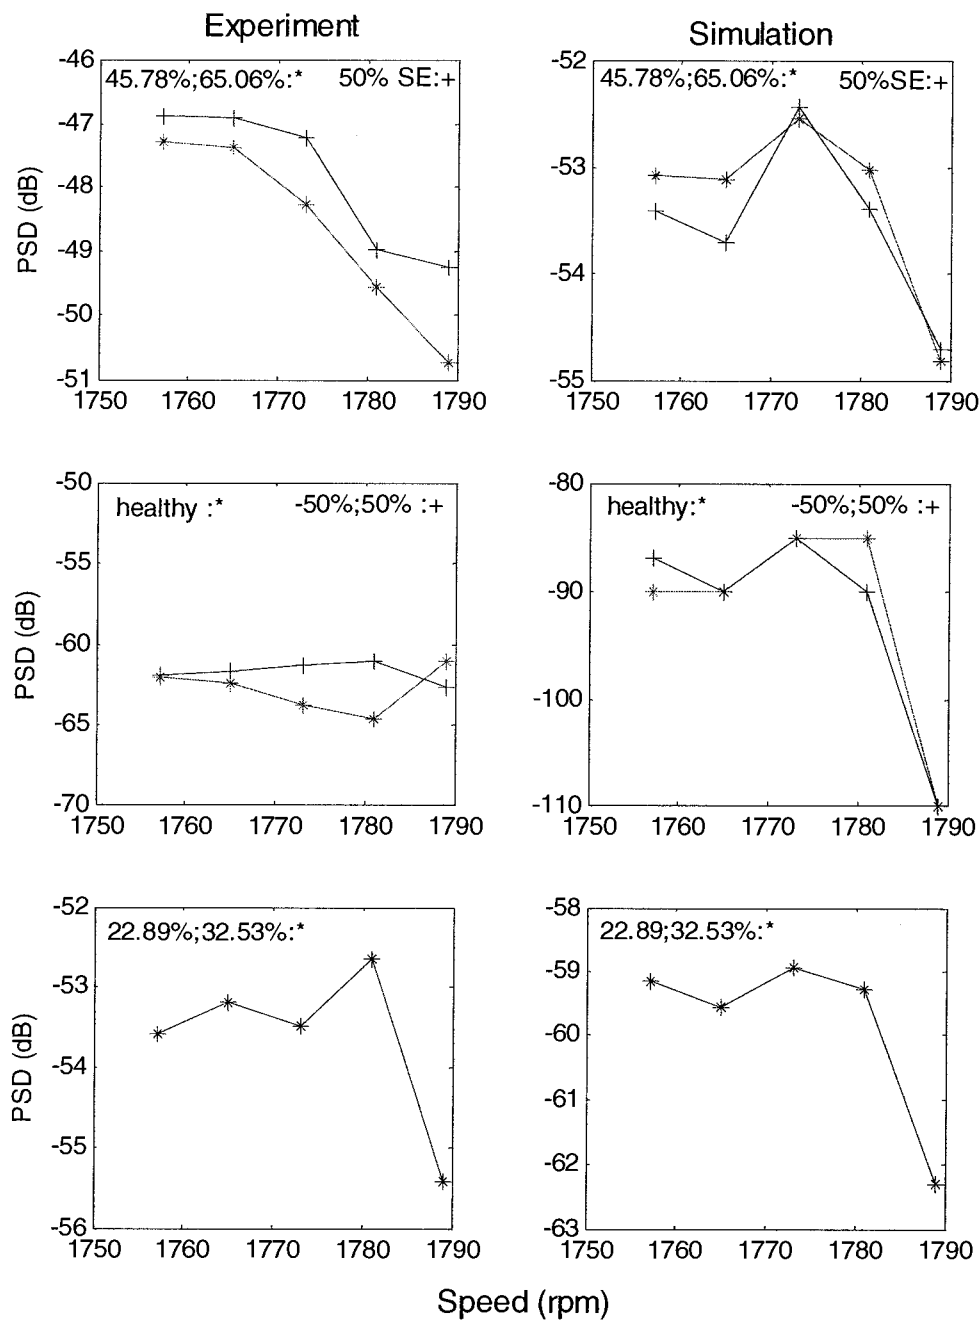 Experiment
Simulation
-46
-47
-48
-49
-50
-51
PSD (dB)
45.78%;65.06%:* 50% SE:+
1750 1760 1770 1780 1790
-52
-53
-54
-55
45.78%;65.06%:* 50%SE:+
1750 1760 1770 1780 1790
-50
-55
-60
-65
-70
PSD (dB)
healthy :* -50%;50% :+
1750 1760 1770 1780 1790
-80
-90
-100
-110
healthy:* -50%;50% :+
1750 1760 1770 1780 1790
-52
-53
-54
-55
-56
PSD (dB)
22.89%;32.53%:*
1750 1760 1770 1780 1790
-58
-59
-60
-61
-62
-63
22.89;32.53%:*
1750 1760 1770 1780 1790
Speed (rpm)